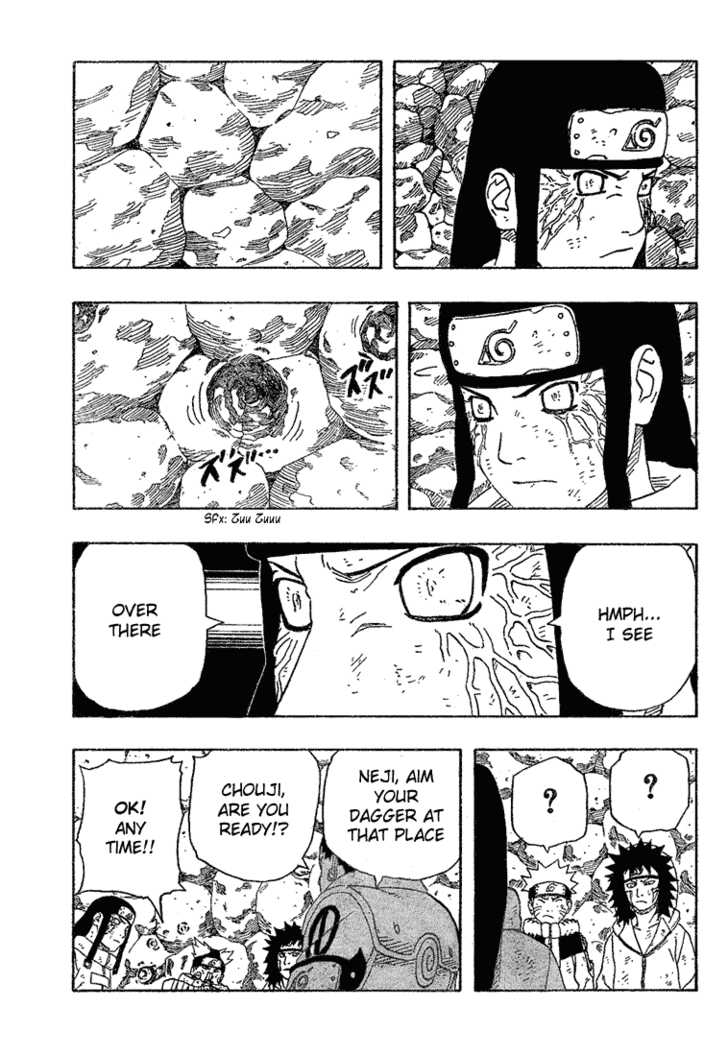 ズズ
ズズ…
Sfx: Zuu Zuuu
HMPH...
I SEE
OVER
THERE
?
?
NEJI, AIM
YOUR
DAGGER AT
THAT PLACE
CHOUJI,
ARE YOU
READY!?
OK!
ANY
TIME!!